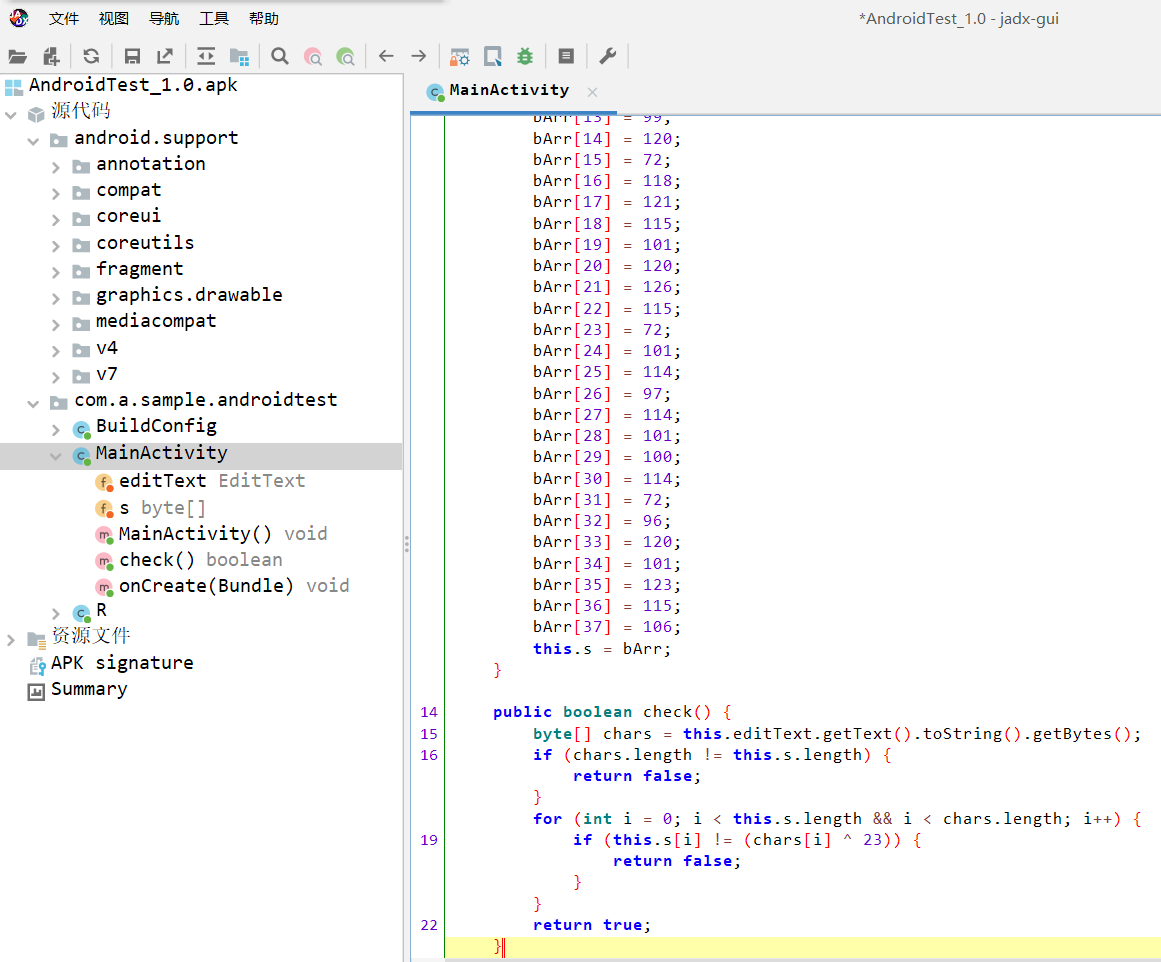 文件 视图 导航 工具 帮助
*AndroidTest_1.0 - jadx-gui
AndroidTest_1.0.apk
源代码
android.support
annotation
compat
coreui
coreutils
fragment
graphics.drawable
mediacompat
v4
v7
com.a.sample.androidtest
BuildConfig
MainActivity
editText EditText
s byte[]
MainActivity() void
check() boolean
onCreate(Bundle) void
R
资源文件
APK signature
Summary
MainActivity
bArr[13] = 99;
bArr[14] = 120;
bArr[15] = 72;
bArr[16] = 118;
bArr[17] = 121;
bArr[18] = 115;
bArr[19] = 101;
bArr[20] = 120;
bArr[21] = 126;
bArr[22] = 115;
bArr[23] = 72;
bArr[24] = 101;
bArr[25] = 114;
bArr[26] = 97;
bArr[27] = 114;
bArr[28] = 101;
bArr[29] = 100;
bArr[30] = 114;
bArr[31] = 72;
bArr[32] = 96;
bArr[33] = 120;
bArr[34] = 101;
bArr[35] = 123;
bArr[36] = 115;
bArr[37] = 106;
this.s = bArr;
}
14 public boolean check() {
15 byte[] chars = this.editText.getText().toString().getBytes();
16 if (chars.length != this.s.length) {
return false;
}
for (int i = 0; i < this.s.length && i < chars.length; i++) {
19 if (this.s[i] != (chars[i] ^ 23)) {
return false;
}
}
22 return true;
}